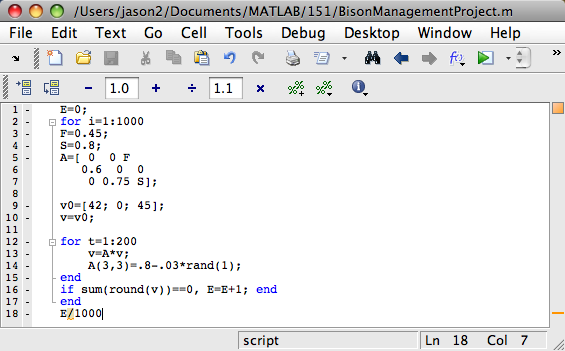 /Users/jason2/Documents/MATLAB/151/BisonManagementProject.m
File Edit Text Go Cell Tools Debug Desktop Window Help
− 1.0 + ÷ 1.1 ×
1 - E=0;
2 - for i=1:1000
3 - F=0.45;
4 - S=0.8;
5 - A=[ 0 0 F
6 0.6 0 0
7 0 0.75 S];
8
9 - v0=[42; 0; 45];
10 - v=v0;
11
12 - for t=1:200
13 - v=A*v;
14 - A(3,3)=.8-.03*rand(1);
15 - end
16 - if sum(round(v))==0, E=E+1; end
17 - end
18 - E/1000
script Ln 18 Col 7